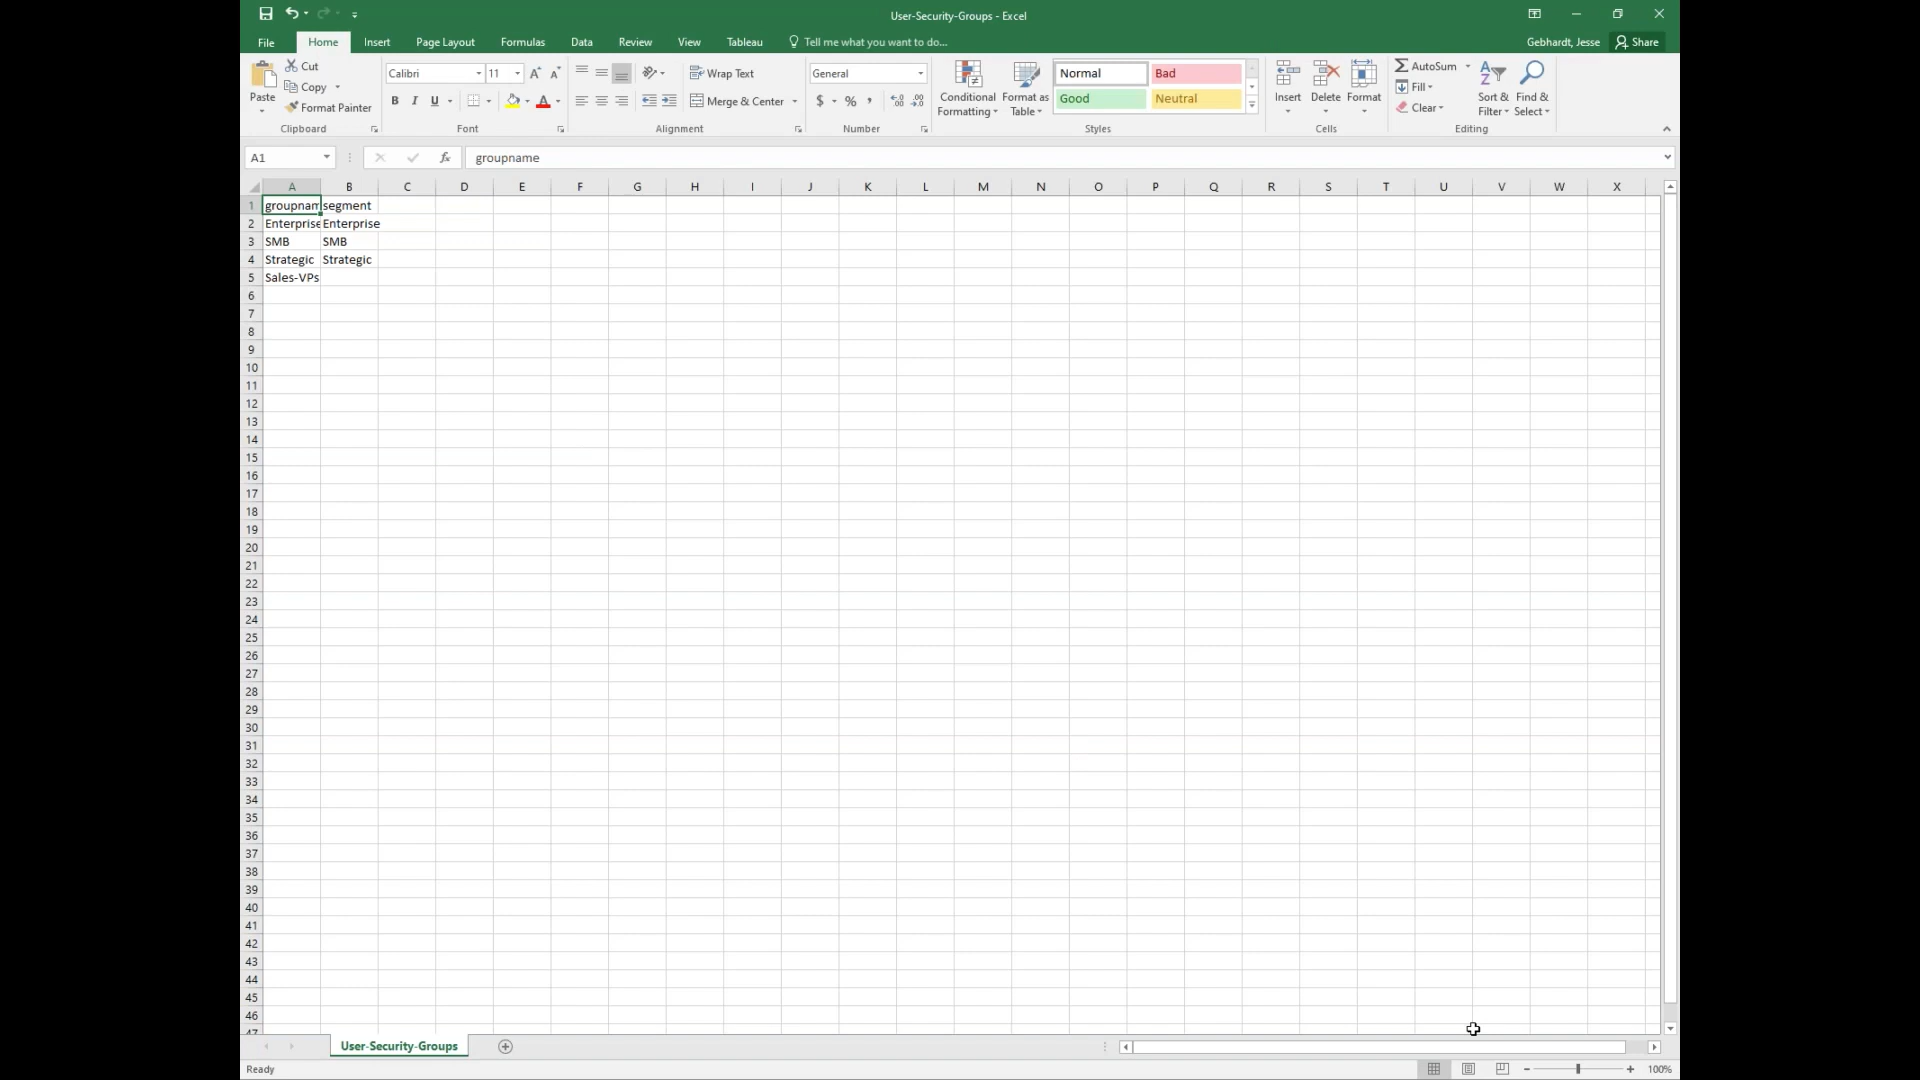 User-Security-Groups - Excel
File Home Insert Page Layout Formulas Data Review View Tableau Tell me what you want to do... Gebhardt, Jesse Share
Paste
Cut
Copy
Format Painter
Clipboard
Calibri 11
B I U
Font
Wrap Text
Merge & Center
Alignment
General
$ % ,
Number
Conditional Formatting
Format as Table
Normal Bad
Good Neutral
Styles
Insert Delete Format
Cells
AutoSum
Fill
Clear
Sort & Filter
Find & Select
Editing
A1 fx groupname
A B C D E F G H I J K L M N O P Q R S T U V W X
1 groupnam segment
2 Enterprise Enterprise
3 SMB SMB
4 Strategic Strategic
5 Sales-VPs
6
7
8
9
10
11
12
13
14
15
16
17
18
19
20
21
22
23
24
25
26
27
28
29
30
31
32
33
34
35
36
37
38
39
40
41
42
43
44
45
46
47
User-Security-Groups
Ready 100%